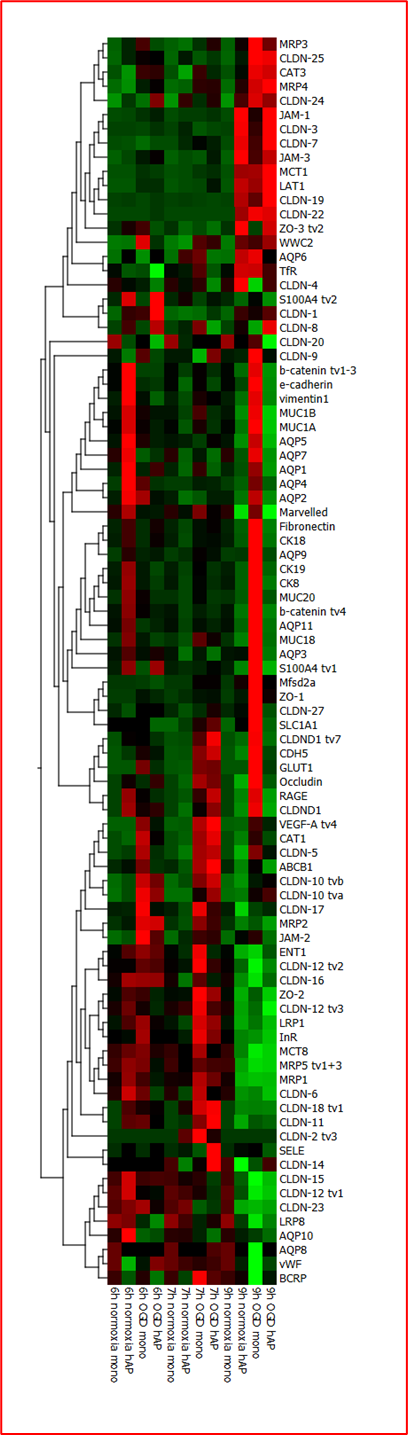 MRP3
CLDN-25
CAT3
MRP4
CLDN-24
JAM-1
CLDN-3
CLDN-7
JAM-3
MCT1
LAT1
CLDN-19
CLDN-22
ZO-3 tv2
WWC2
AQP6
TfR
CLDN-4
S100A4 tv2
CLDN-1
CLDN-8
CLDN-20
CLDN-9
b-catenin tv1-3
e-cadherin
vimentin1
MUC1B
MUC1A
AQP5
AQP7
AQP1
AQP4
AQP2
Marvelled
Fibronectin
CK18
AQP9
CK19
CK8
MUC20
b-catenin tv4
AQP11
MUC18
AQP3
S100A4 tv1
Mfsd2a
ZO-1
CLDN-27
SLC1A1
CLDND1 tv7
CDH5
GLUT1
Occludin
RAGE
CLDND1
VEGF-A tv4
CAT1
CLDN-5
ABCB1
CLDN-10 tvb
CLDN-10 tva
CLDN-17
MRP2
JAM-2
ENT1
CLDN-12 tv2
CLDN-16
ZO-2
CLDN-12 tv3
LRP1
InR
MCT8
MRP5 tv1+3
MRP1
CLDN-6
CLDN-18 tv1
CLDN-11
CLDN-2 tv3
SELE
CLDN-14
CLDN-15
CLDN-12 tv1
CLDN-23
LRP8
AQP10
AQP8
vWF
BCRP
6h normoxia mono
6h normoxia hAP
6h OGD mono
6h OGD hAP
7h normoxia mono
7h normoxia hAP
7h OGD mono
7h OGD hAP
9h normoxia mono
9h normoxia hAP
9h OGD mono
9h OGD hAP